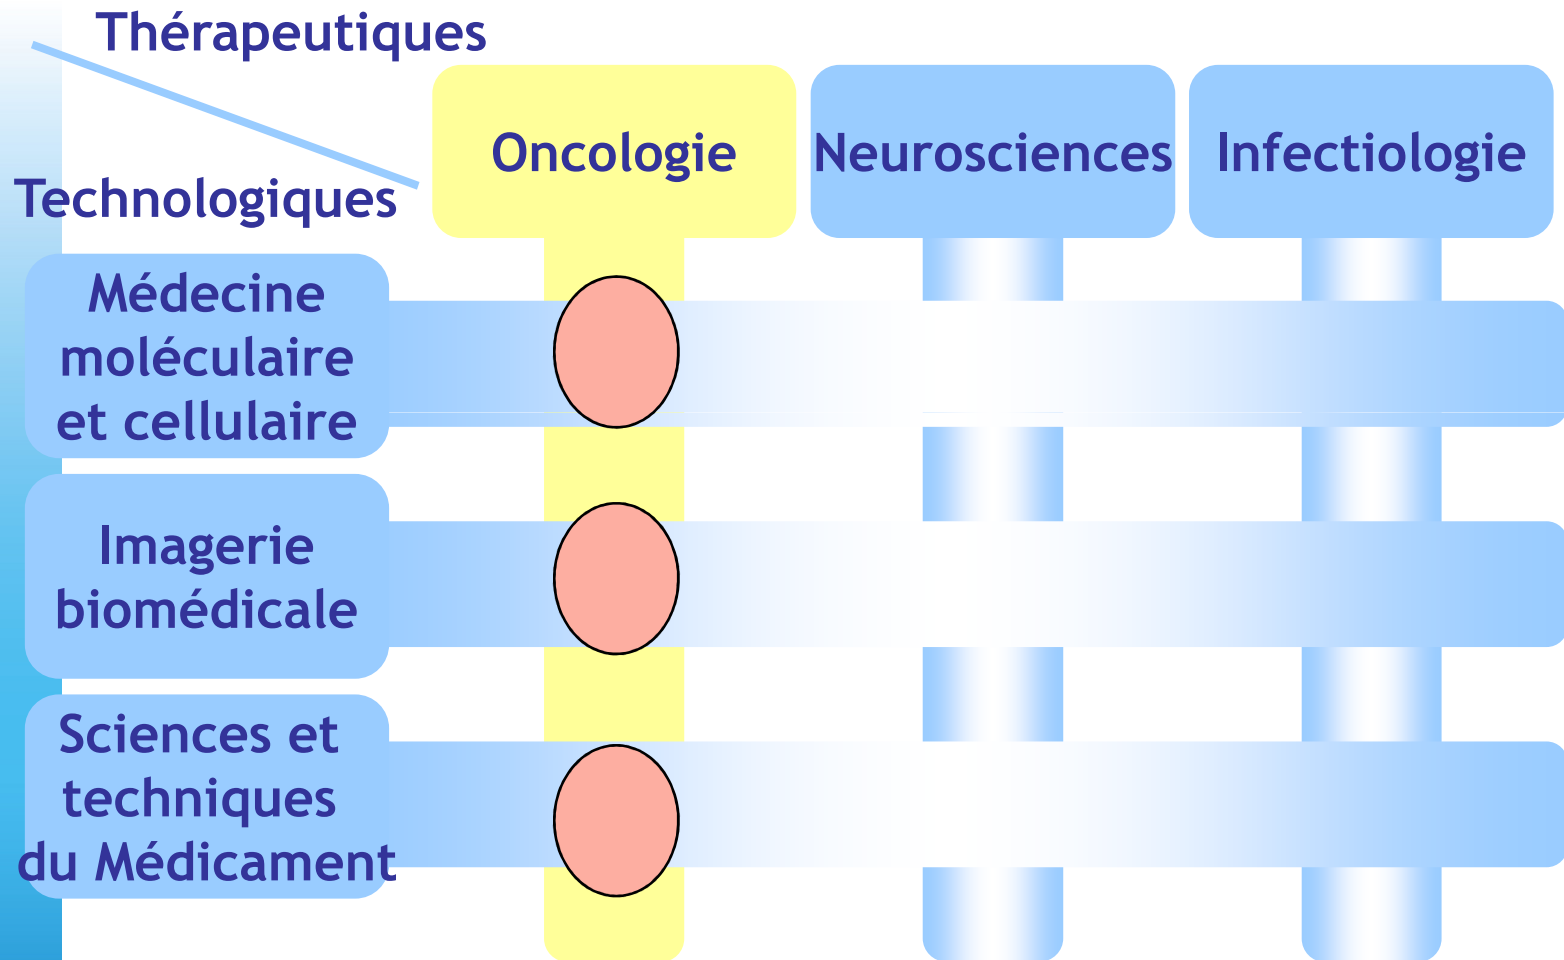 Thérapeutiques
Technologiques
Oncologie
Neurosciences
Infectiologie
Médecine
moléculaire
et cellulaire
Imagerie
biomédicale
Sciences et
techniques
du Médicament